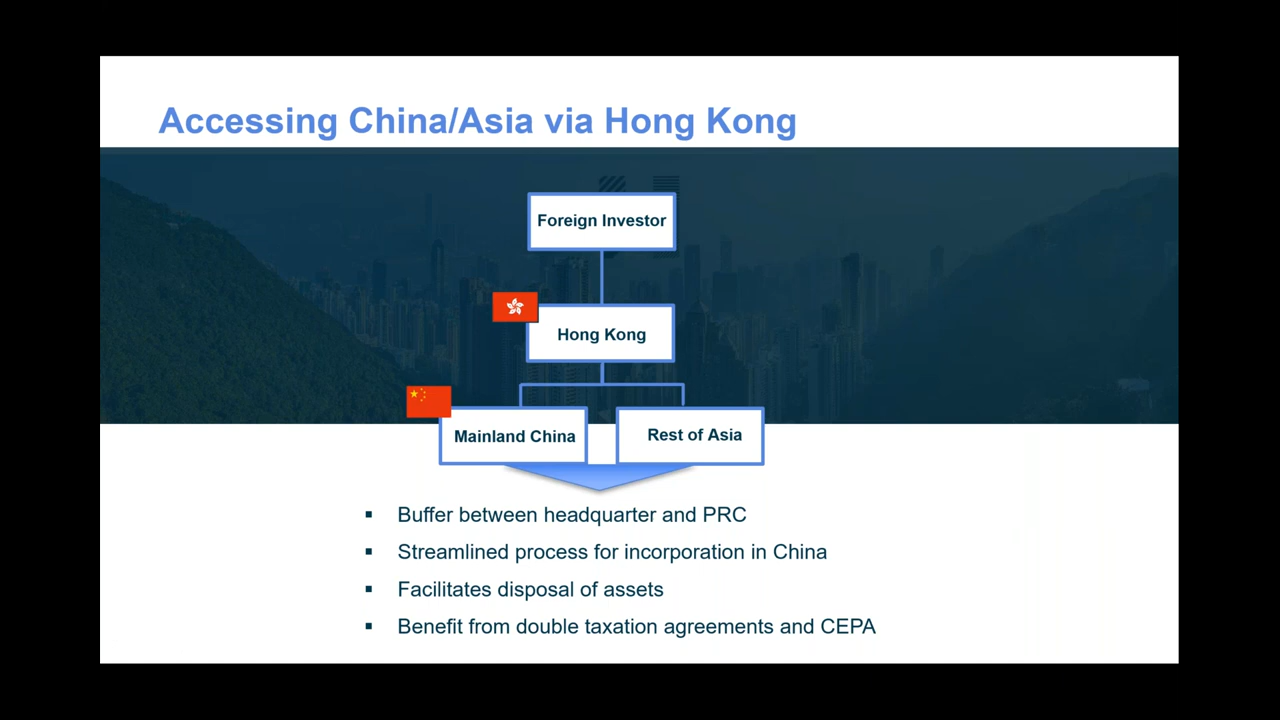 Accessing China/Asia via Hong Kong
Foreign Investor
Hong Kong
Mainland China
Rest of Asia
Buffer between headquarter and PRC
Streamlined process for incorporation in China
Facilitates disposal of assets
Benefit from double taxation agreements and CEPA